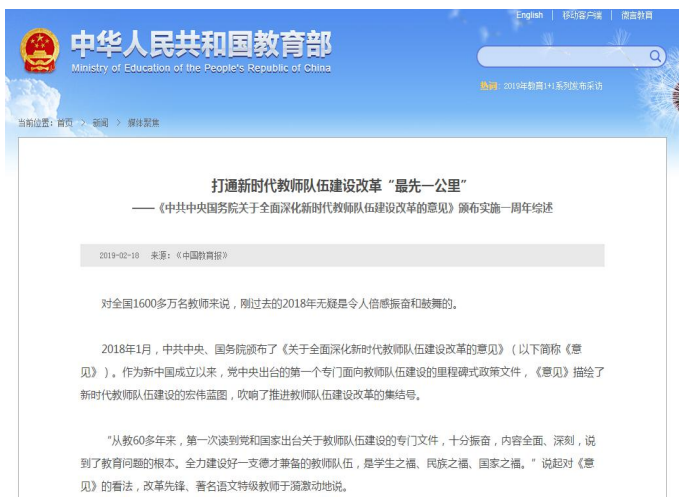 English | 移动客户端 | 微言教育
中华人民共和国教育部
Ministry of Education of the People's Republic of China
热词: 2019年教育1+1系列发布采访
当前位置: 首页 > 新闻 > 媒体聚焦
打通新时代教师队伍建设改革“最先一公里”
——《中共中央国务院关于全面深化新时代教师队伍建设改革的意见》颁布实施一周年综述
2019-02-18 来源:《中国教育报》
对全国1600多万名教师来说，刚过去的2018年无疑是令人倍感振奋和鼓舞的。
2018年1月，中共中央、国务院颁布了《关于全面深化新时代教师队伍建设改革的意见》（以下简称《意
见》）。作为新中国成立以来，党中央出台的第一个专门面向教师队伍建设的里程碑式政策文件，《意见》描绘了
新时代教师队伍建设的宏伟蓝图，吹响了推进教师队伍建设改革的集结号。
“从教60多年来，第一次读到党和国家出台关于教师队伍建设的专门文件，十分振奋，内容全面、深刻，说
到了教育问题的根本。全力建设好一支德才兼备的教师队伍，是学生之福、民族之福、国家之福。”说起对《意
见》的看法，改革先锋、著名语文特级教师于漪激动地说。